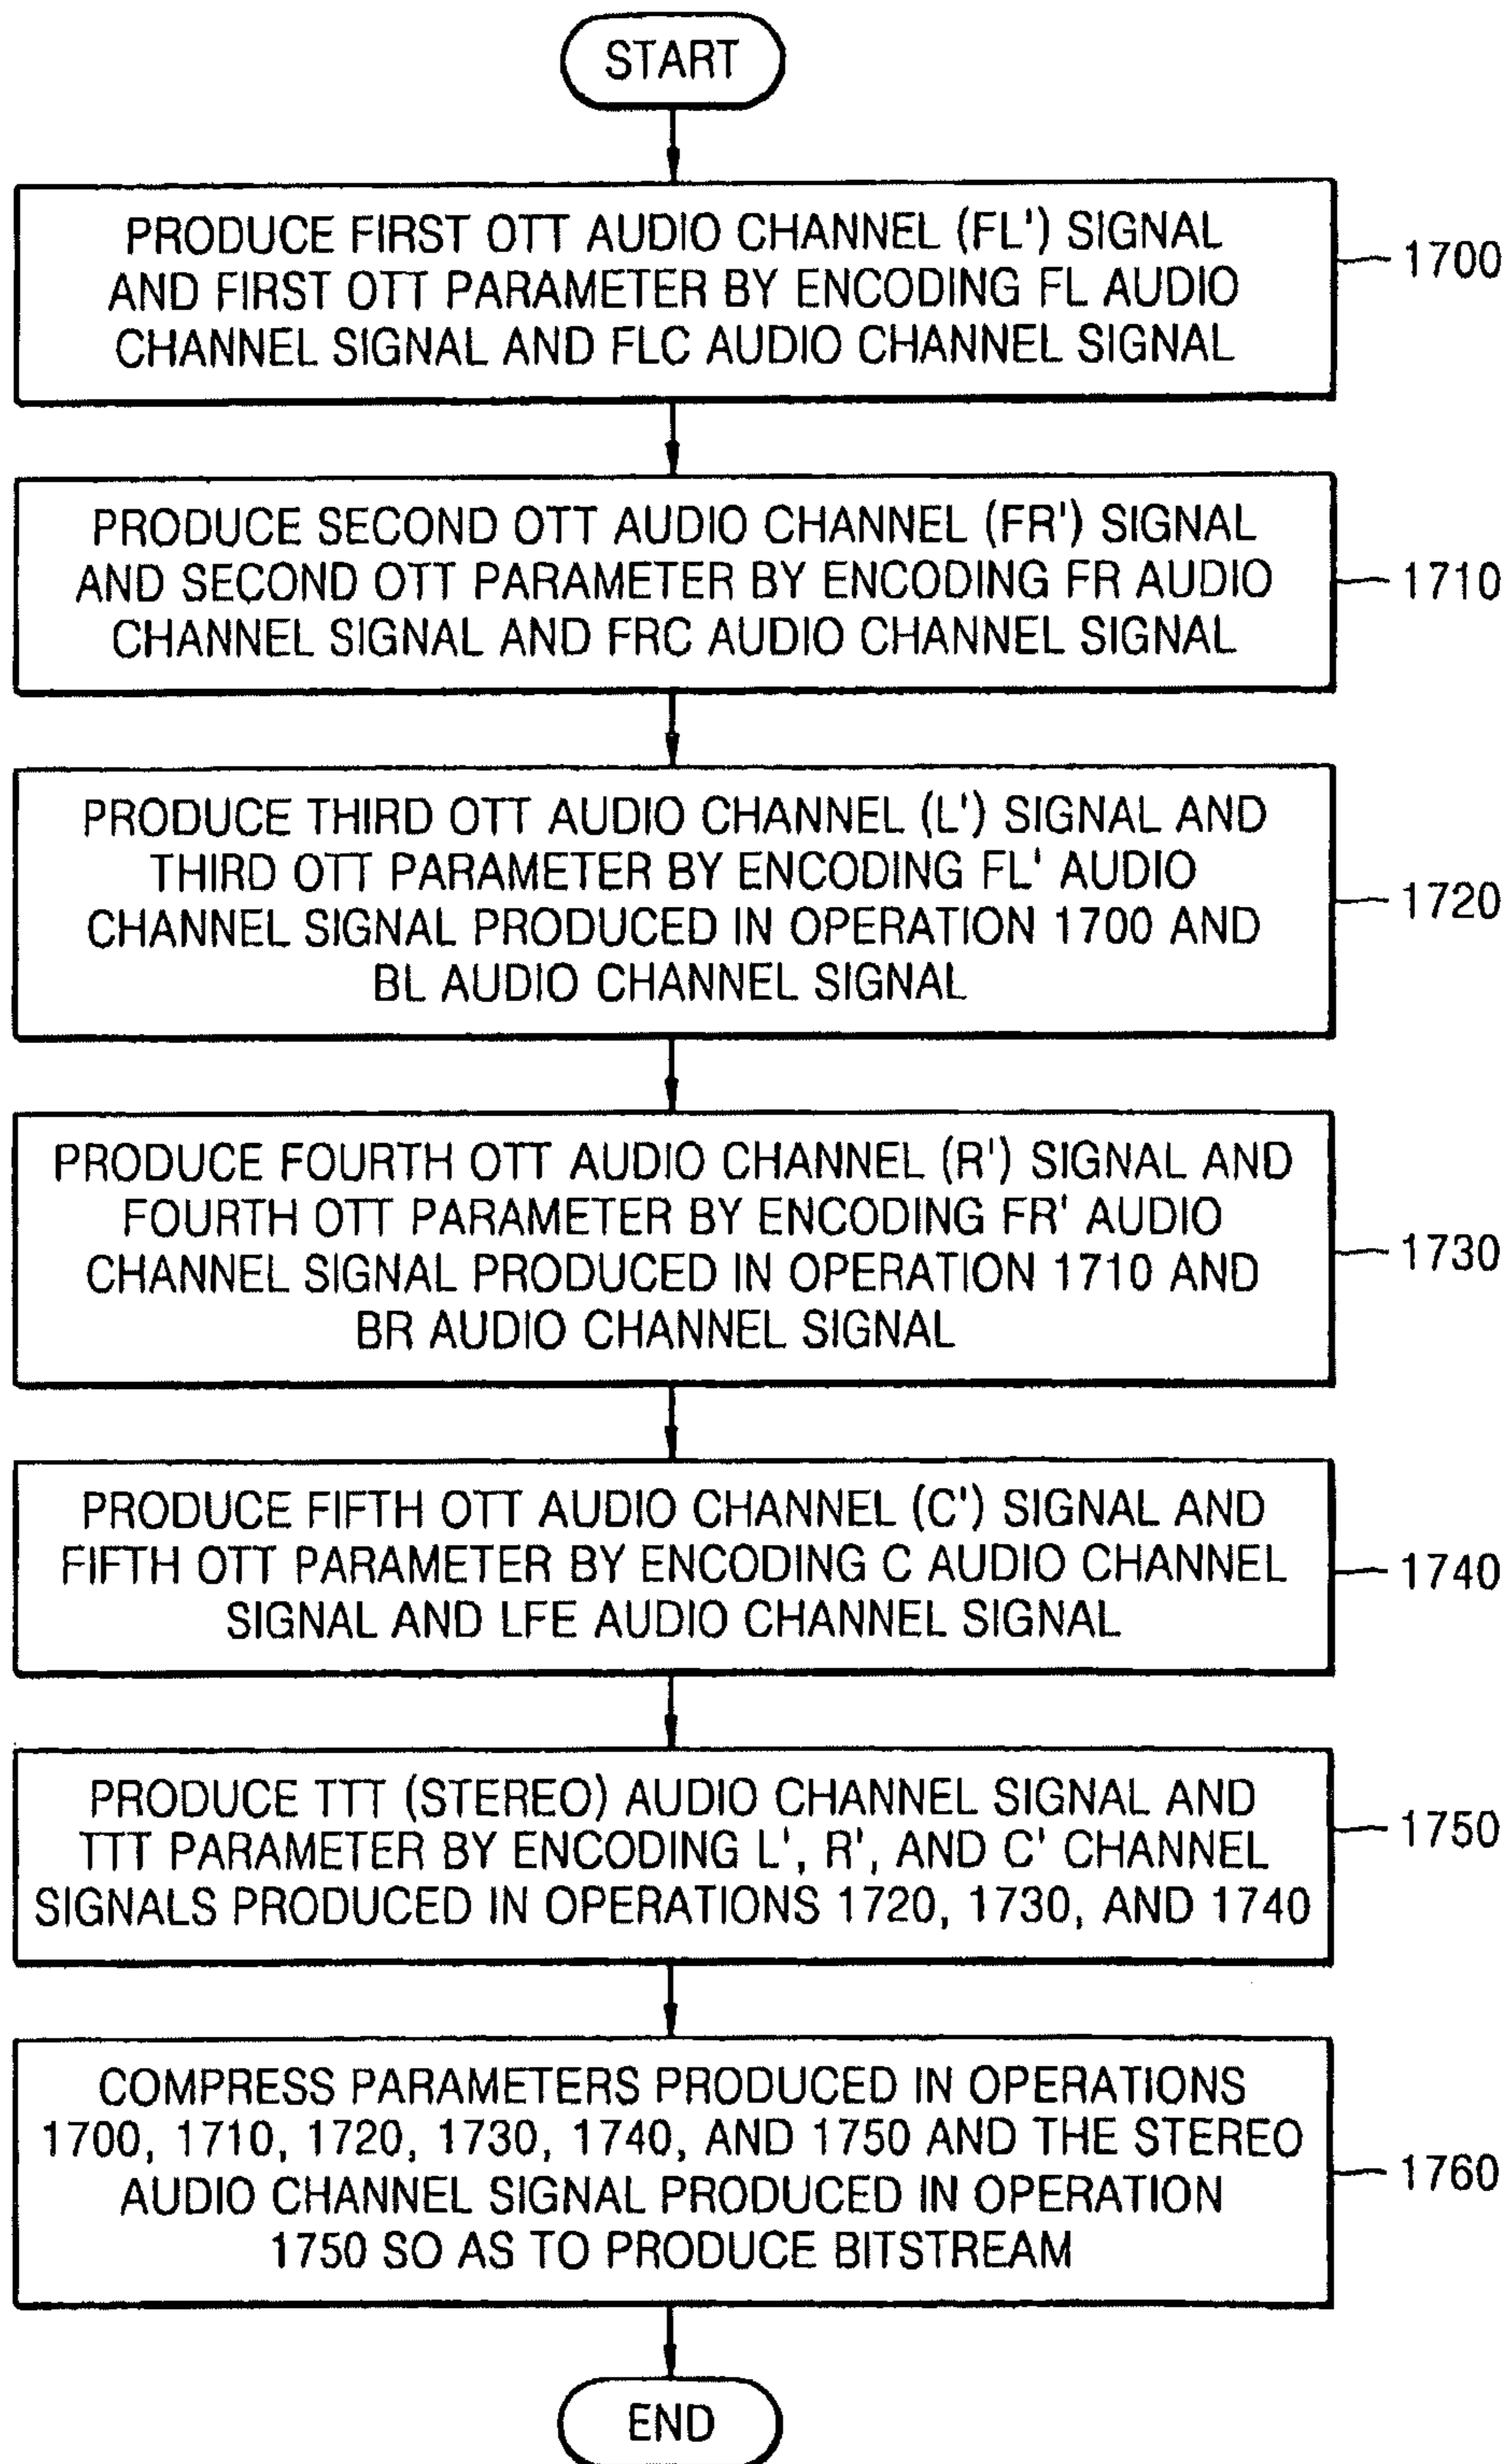 START
PRODUCE FIRST OTT AUDIO CHANNEL (FL') SIGNAL
AND FIRST OTT PARAMETER BY ENCODING FL AUDIO
CHANNEL SIGNAL AND FLC AUDIO CHANNEL SIGNAL
1700
PRODUCE SECOND OTT AUDIO CHANNEL (FR') SIGNAL
AND SECOND OTT PARAMETER BY ENCODING FR AUDIO
CHANNEL SIGNAL AND FRC AUDIO CHANNEL SIGNAL
1710
PRODUCE THIRD OTT AUDIO CHANNEL (L') SIGNAL AND
THIRD OTT PARAMETER BY ENCODING FL' AUDIO
CHANNEL SIGNAL PRODUCED IN OPERATION 1700 AND
BL AUDIO CHANNEL SIGNAL
1720
PRODUCE FOURTH OTT AUDIO CHANNEL (R') SIGNAL AND
FOURTH OTT PARAMETER BY ENCODING FR' AUDIO
CHANNEL SIGNAL PRODUCED IN OPERATION 1710 AND
BR AUDIO CHANNEL SIGNAL
1730
PRODUCE FIFTH OTT AUDIO CHANNEL (C') SIGNAL AND
FIFTH OTT PARAMETER BY ENCODING C AUDIO CHANNEL
SIGNAL AND LFE AUDIO CHANNEL SIGNAL
1740
PRODUCE TTT (STEREO) AUDIO CHANNEL SIGNAL AND
TTT PARAMETER BY ENCODING L', R', AND C' CHANNEL
SIGNALS PRODUCED IN OPERATIONS 1720, 1730, AND 1740
1750
COMPRESS PARAMETERS PRODUCED IN OPERATIONS
1700, 1710, 1720, 1730, 1740, AND 1750 AND THE STEREO
AUDIO CHANNEL SIGNAL PRODUCED IN OPERATION
1750 SO AS TO PRODUCE BITSTREAM
1760
END